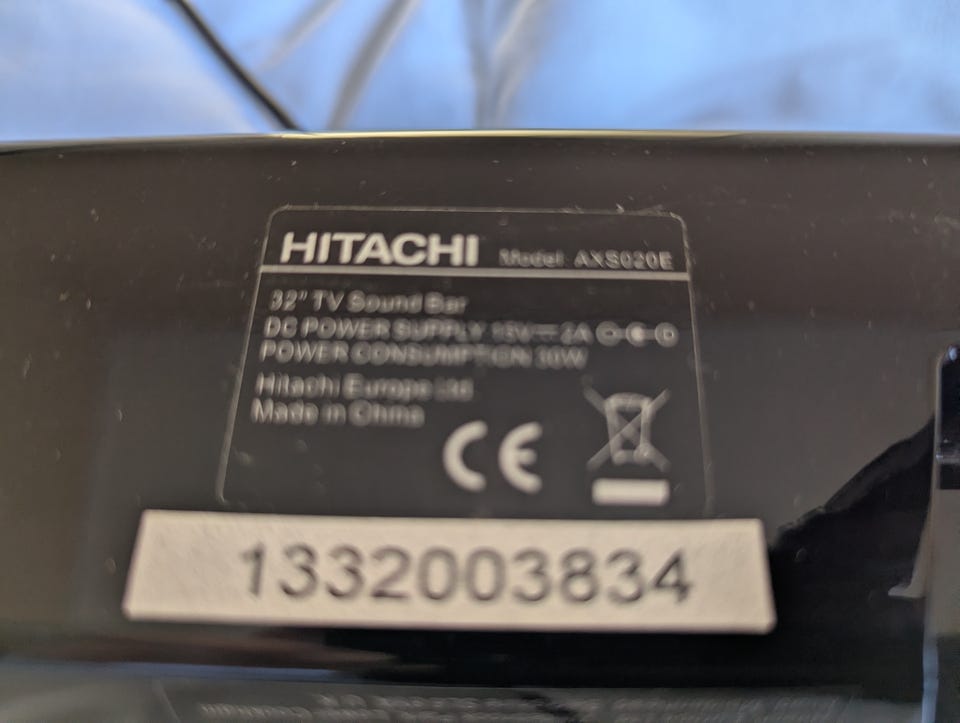 HITACHI Model: AXS020E
32" TV Sound Bar
DC POWER SUPPLY 15V 2A
POWER CONSUMPTION 30W
Hitachi Europe Ltd.
Made in China
CE
1332003834